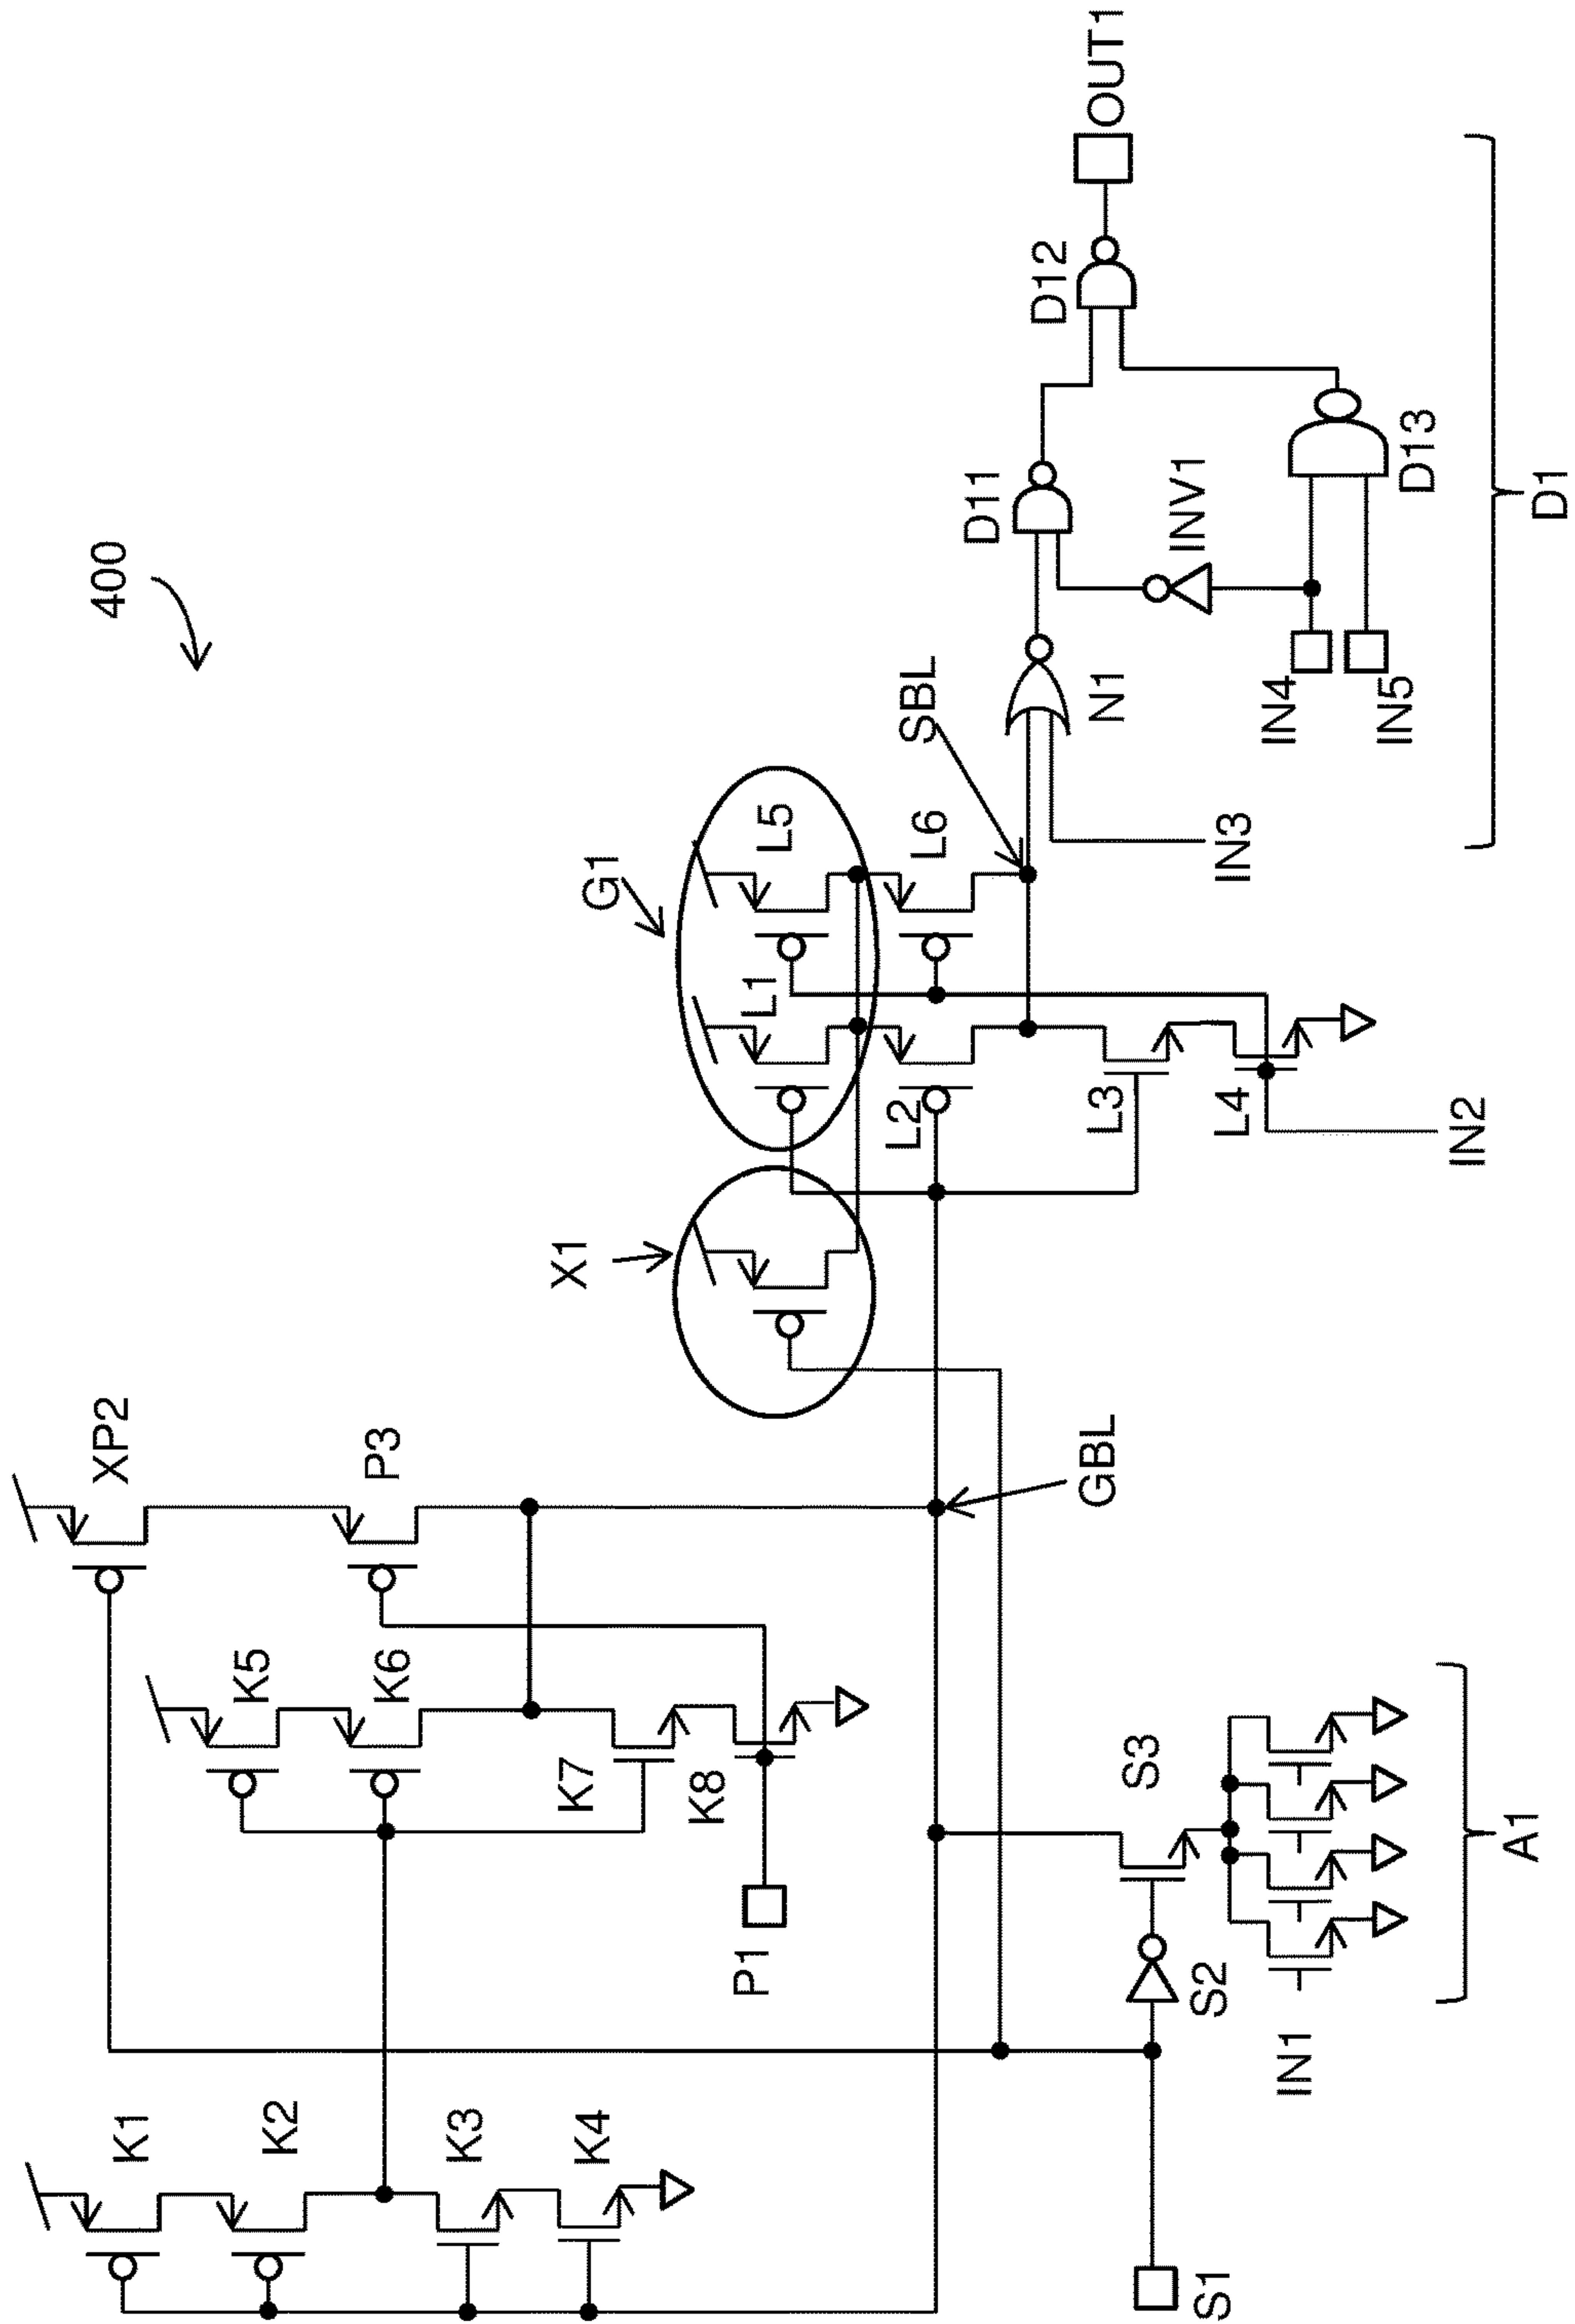 400
K1
K2
K3
K4
K5
K6
K7
K8
XP2
P3
P1
X1
G1
L1
L5
L2
L6
L3
L4
GBL
SBL
S1
S2
S3
IN1
A1
IN2
IN3
N1
D11
D12
INV1
IN4
IN5
D13
OUT1
D1